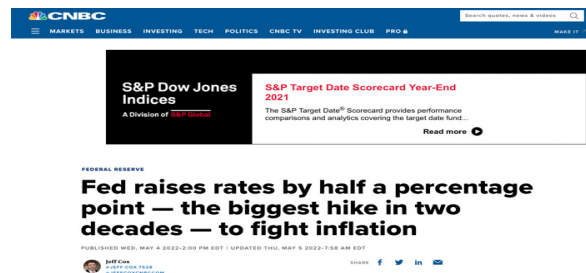 CNBC
Search quotes, news & videos
MARKETS BUSINESS INVESTING TECH POLITICS CNBC TV INVESTING CLUB PRO MAKE IT
S&P Dow Jones
Indices
A Division of S&P Global
S&P Target Date Scorecard Year-End
2021
The S&P Target Date® Scorecard provides performance
comparisons and analytics covering the target date fund...
Read more
FEDERAL RESERVE
Fed raises rates by half a percentage
point — the biggest hike in two
decades — to fight inflation
PUBLISHED WED, MAY 4 2022•2:00 PM EDT | UPDATED THU, MAY 5 2022•7:58 AM EDT
Jeff Cox
@JEFF.COX.7528
@JEFFCOXCNBCCOM
SHARE